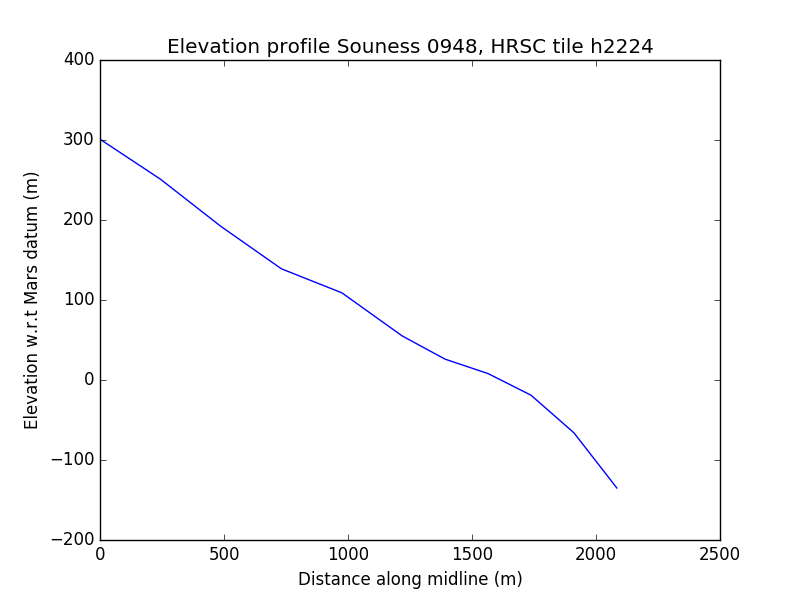 Elevation profile Souness 0948, HRSC tile h2224
Elevation w.r.t Mars datum (m)
400
300
200
100
0
−100
−200
0 500 1000 1500 2000 2500
Distance along midline (m)